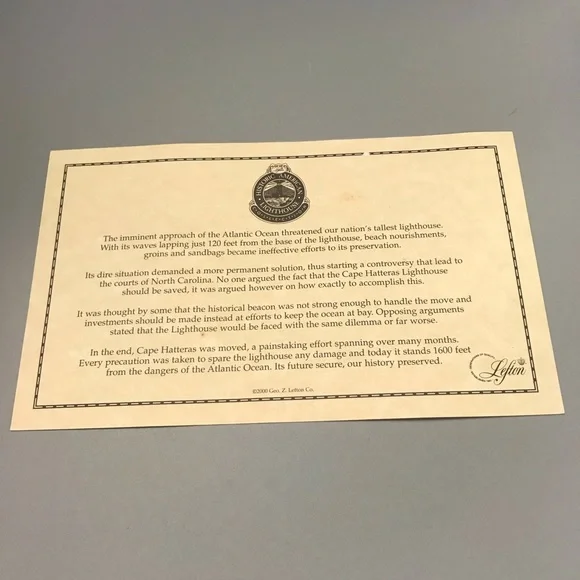 HISTORIC AMERICAN
LIGHTHOUSE
The imminent approach of the Atlantic Ocean threatened our nation's tallest lighthouse.
With its waves lapping just 120 feet from the base of the lighthouse, beach nourishments,
groins and sandbags became ineffective efforts to its preservation.
Its dire situation demanded a more permanent solution, thus starting a controversy that lead to
the courts of North Carolina. No one argued the fact that the Cape Hatteras Lighthouse
should be saved, it was argued however on how exactly to accomplish this.
It was thought by some that the historical beacon was not strong enough to handle the move and
investments should be made instead at efforts to keep the ocean at bay. Opposing arguments
stated that the Lighthouse would be faced with the same dilemma or far worse.
In the end, Cape Hatteras was moved, a painstaking effort spanning over many months.
Every precaution was taken to spare the lighthouse any damage and today it stands 1600 feet
from the dangers of the Atlantic Ocean. Its future secure, our history preserved.
Lefton
©2000 Geo. Z. Lefton Co.